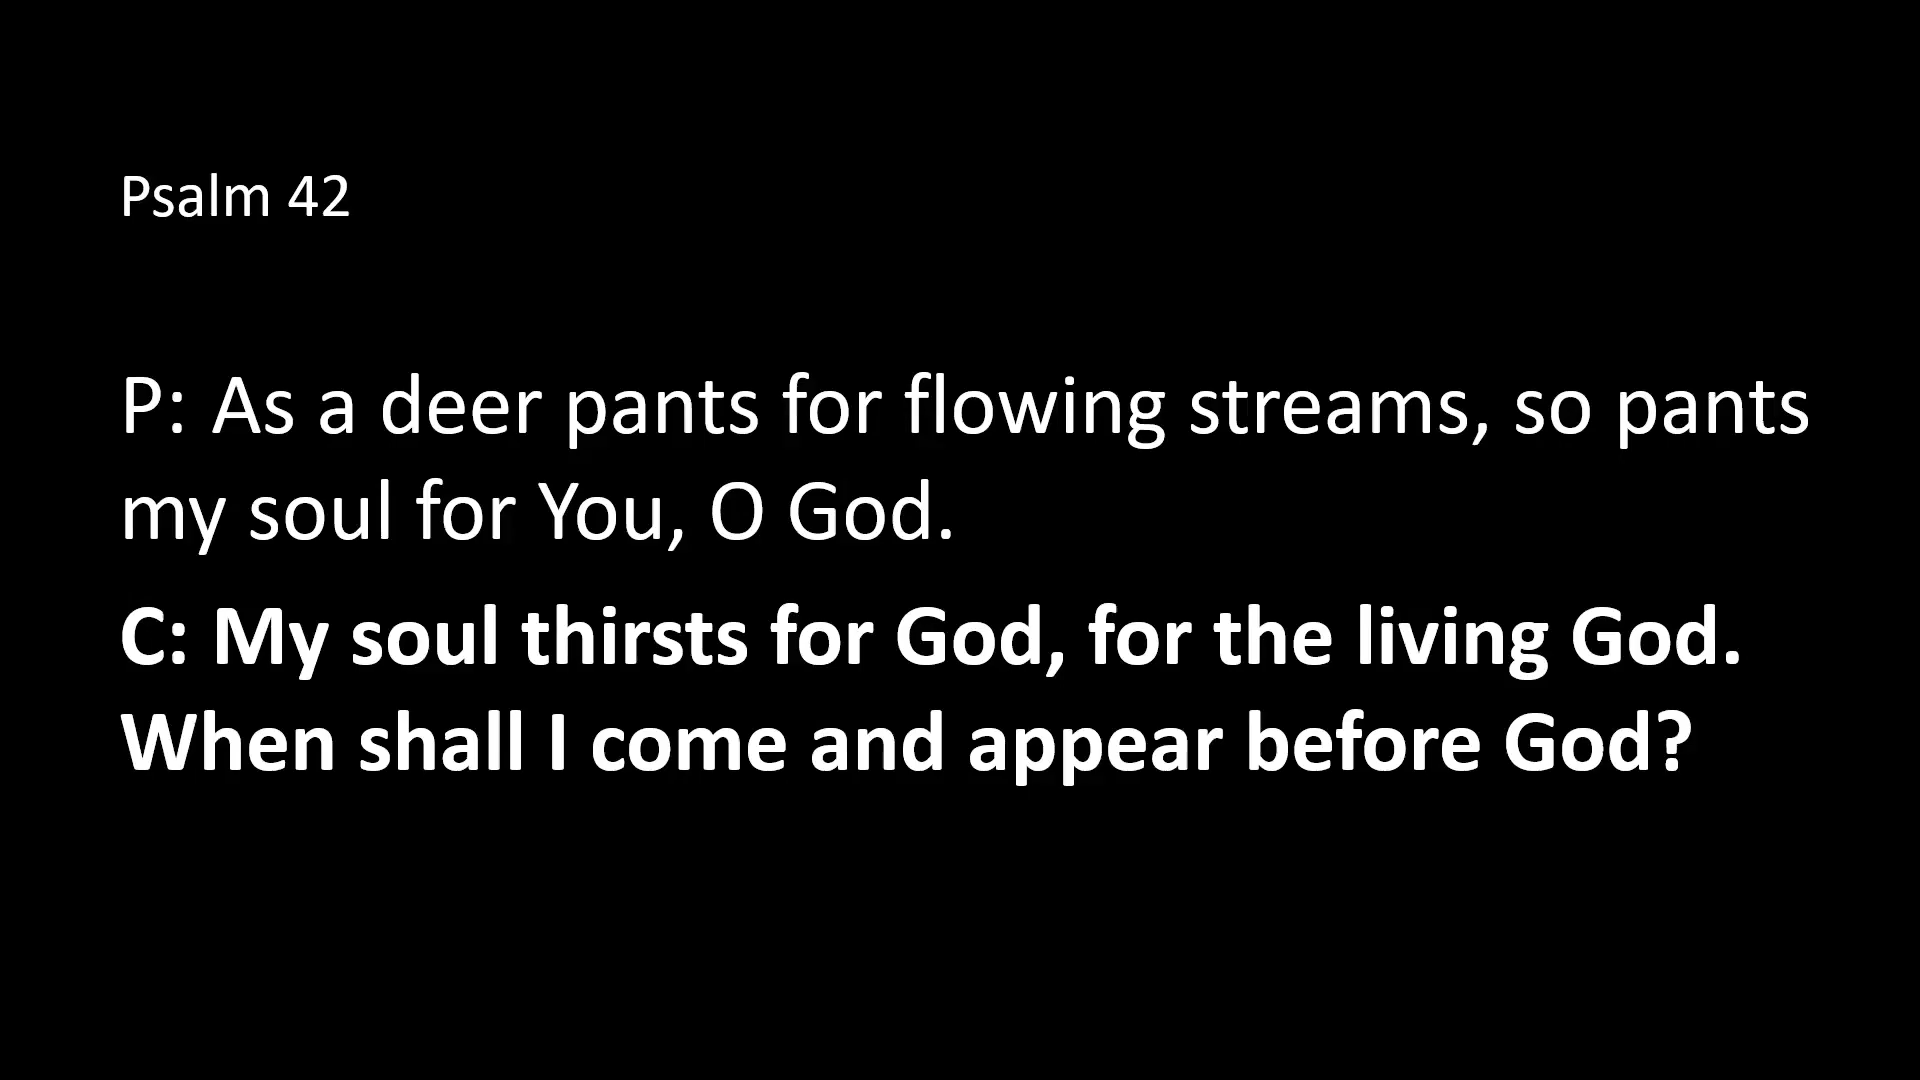 Psalm 42
P: As a deer pants for flowing streams, so pants
my soul for You, O God.
C: My soul thirsts for God, for the living God.
When shall I come and appear before God?